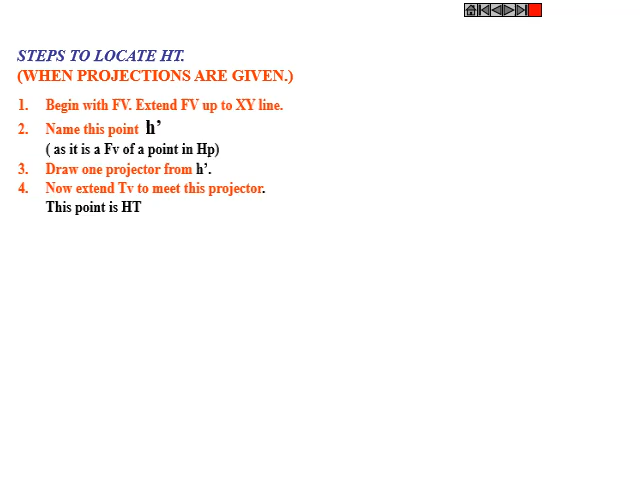 STEPS TO LOCATE HT.
(WHEN PROJECTIONS ARE GIVEN.)
1. Begin with FV. Extend FV up to XY line.
2. Name this point h’
( as it is a Fv of a point in Hp)
3. Draw one projector from h’.
4. Now extend Tv to meet this projector.
This point is HT